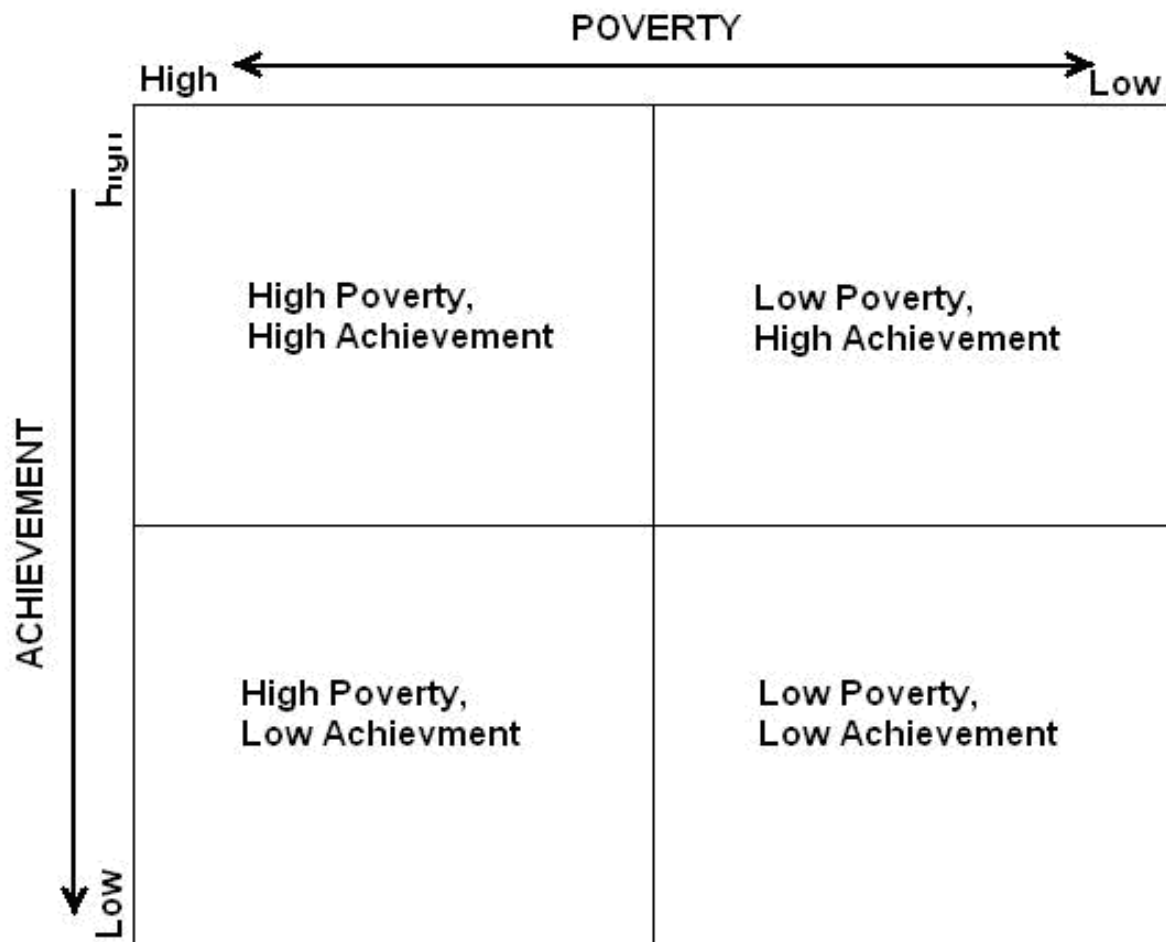 POVERTY
High
Low
High
High Poverty,
High Achievement
Low Poverty,
High Achievement
ACHIEVEMENT
High Poverty,
Low Achievment
Low Poverty,
Low Achievement
Low